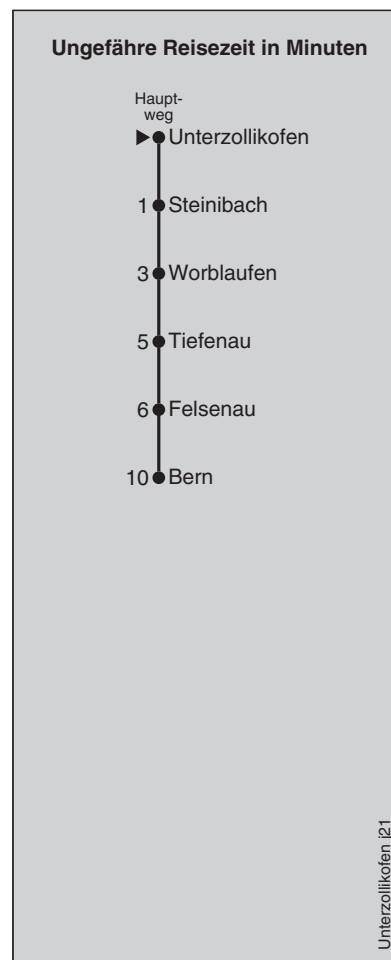 Ungefähre Reisezeit in Minuten
Haupt-
weg
Unterzollikofen
1 Steinibach
3 Worblaufen
5 Tiefenau
6 Felsenau
10 Bern
Unterzollikofen i21